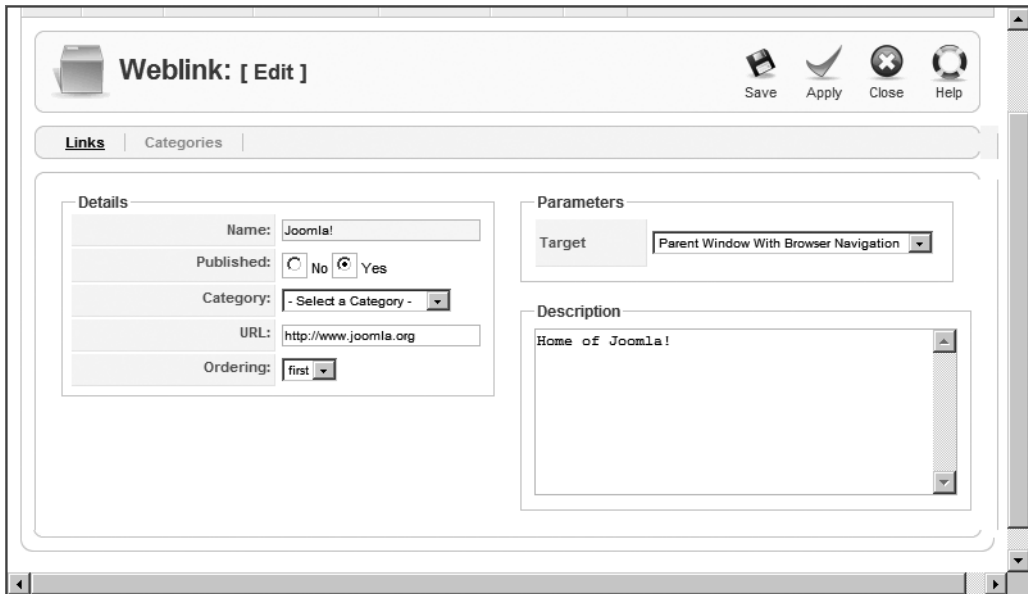 Weblink: [ Edit ]
Save Apply Close Help
Links Categories
Details
Name: Joomla!
Published: No Yes
Category: - Select a Category -
URL: http://www.joomla.org
Ordering: first
Parameters
Target Parent Window With Browser Navigation
Description
Home of Joomla!